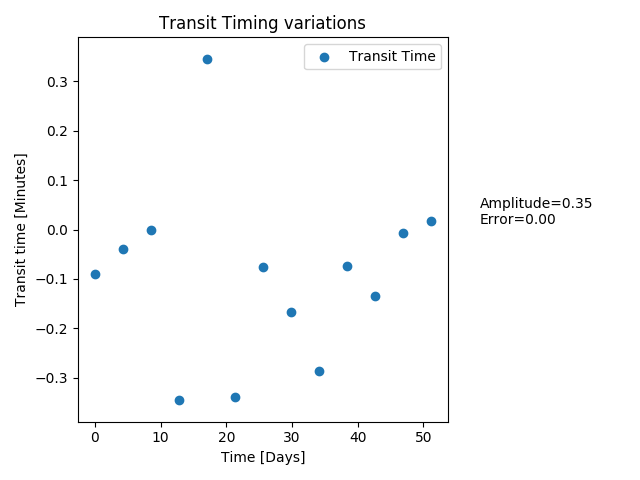 Transit Timing variations
Transit Time
0.3
0.2
0.1
0.0
−0.1
−0.2
−0.3
Transit time [Minutes]
Amplitude=0.35
Error=0.00
0 10 20 30 40 50
Time [Days]